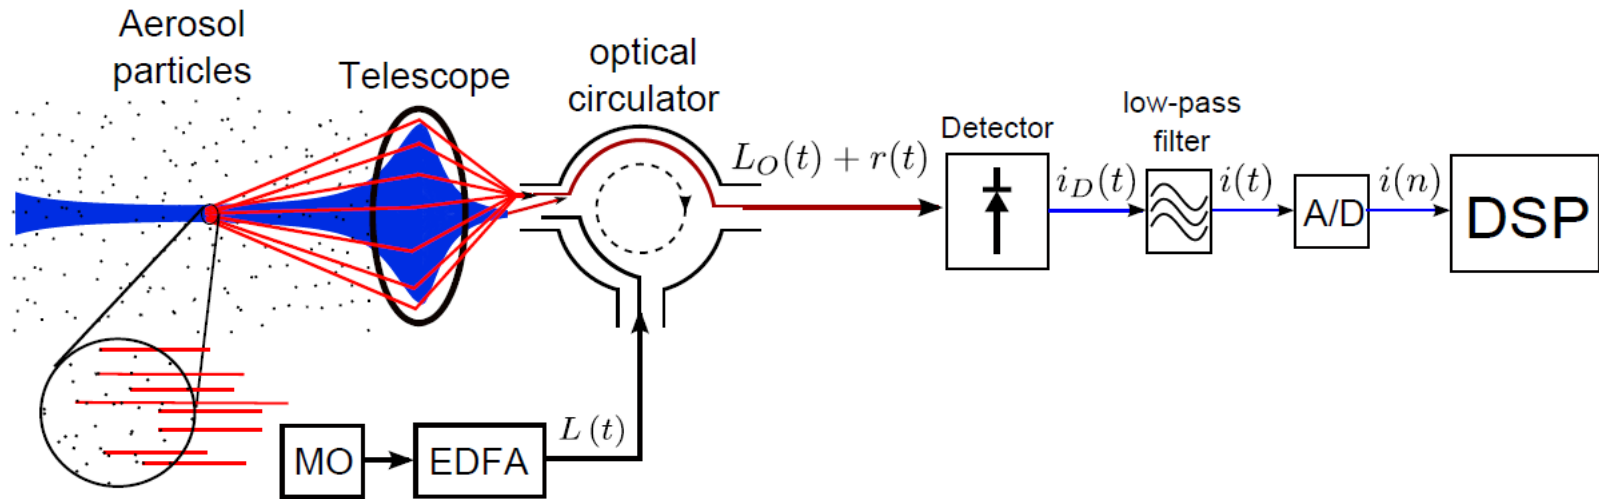 Aerosol
particles
Telescope
optical
circulator
L_O(t) + r(t)
Detector
i_D(t)
low-pass
filter
i(t)
A/D
i(n)
DSP
MO
EDFA
L(t)